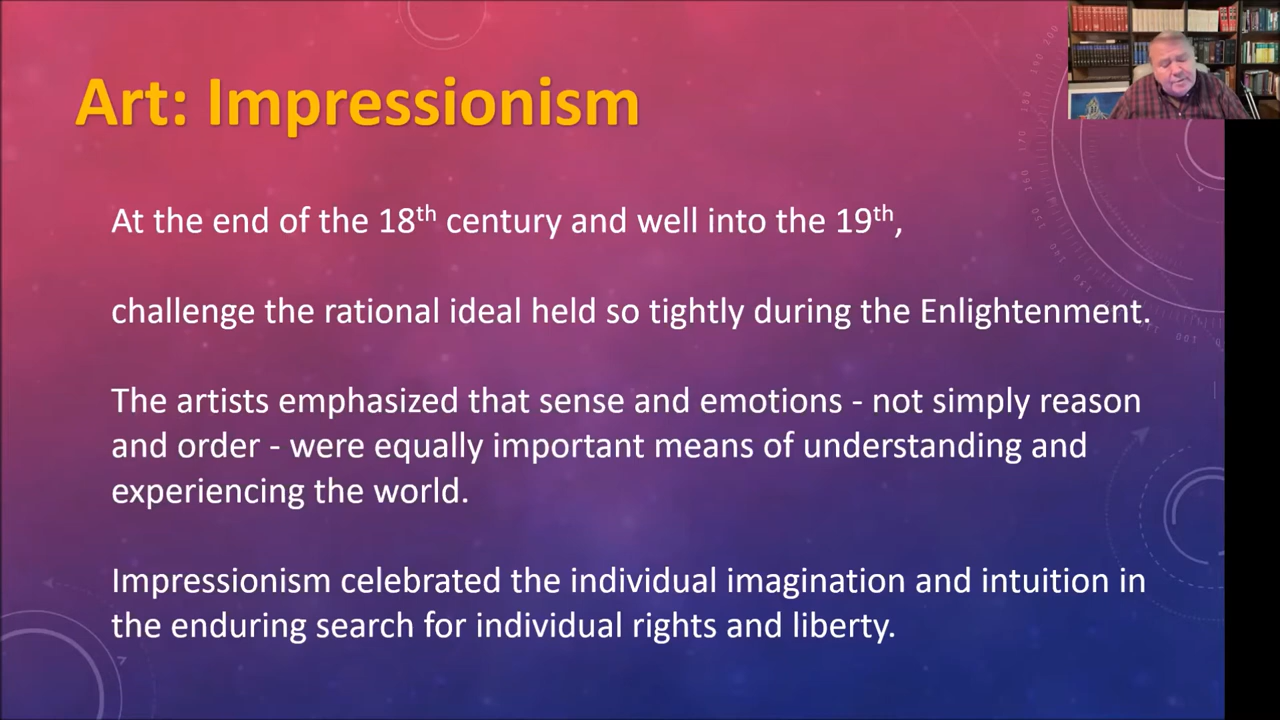 Art: Impressionism
At the end of the 18th century and well into the 19th,
challenge the rational ideal held so tightly during the Enlightenment.
The artists emphasized that sense and emotions - not simply reason
and order - were equally important means of understanding and
experiencing the world.
Impressionism celebrated the individual imagination and intuition in
the enduring search for individual rights and liberty.